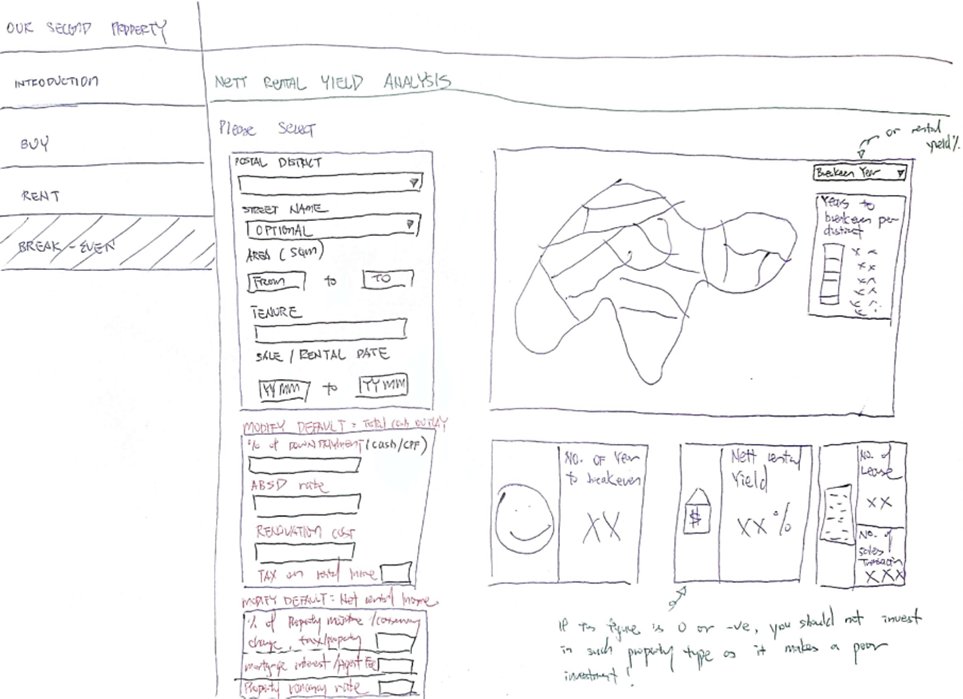 OUR SECOND PROPERTY
INTRODUCTION
BUY
RENT
BREAK-EVEN
NETT RENTAL YIELD ANALYSIS
Please select
POSTAL DISTRICT
STREET NAME
OPTIONAL
AREA (sqm)
From to TO
TENURE
SALE / RENTAL DATE
YYMM to YYMM
MODIFY DEFAULT = Total cash OUTLAY
% of DOWNPAYMENT (cash/CPF)
ABSD rate
RENOVATION COST
TAX on rental Income
MODIFY DEFAULT = Net rental Income
% of Property
charge, tax/property
mortgage interest / Agent Fee
Property vacancy rate
or rental
yield %
Breakeven Year
Years to
breakeven per
district
x x
x x
x x
x x
x x
NO. OF Year
to breakeven
XX
Nett rental
Yield
XX %
NO. of
Lease
XX
NO. of
Sales
Transaction
XXX
$
If this figure is 0 or -ve, you should not invest
in such property type as it makes a poor
investment!